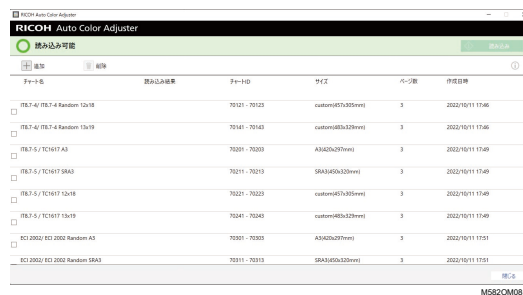 RICOH Auto Color Adjuster
RICOH Auto Color Adjuster
読み込み可能
読み込み
追加 削除
チャート名 読み込み結果 チャートID サイズ ページ数 作成日時
IT8.7-4/ IT8.7-4 Random 12x18 70121 - 70123 custom(457x305mm) 3 2022/10/11 17:46
IT8.7-4/ IT8.7-4 Random 13x19 70141 - 70143 custom(483x329mm) 3 2022/10/11 17:46
IT8.7-5 / TC1617 A3 70201 - 70203 A3(420x297mm) 3 2022/10/11 17:49
IT8.7-5 / TC1617 SRA3 70211 - 70213 SRA3(450x320mm) 3 2022/10/11 17:49
IT8.7-5 / TC1617 12x18 70221 - 70223 custom(457x305mm) 3 2022/10/11 17:49
IT8.7-5 / TC1617 13x19 70241 - 70243 custom(483x329mm) 3 2022/10/11 17:49
ECI 2002/ ECI 2002 Random A3 70301 - 70303 A3(420x297mm) 3 2022/10/11 17:51
ECI 2002/ ECI 2002 Random SRA3 70311 - 70313 SRA3(450x320mm) 3 2022/10/11 17:51
閉じる
M582OM08